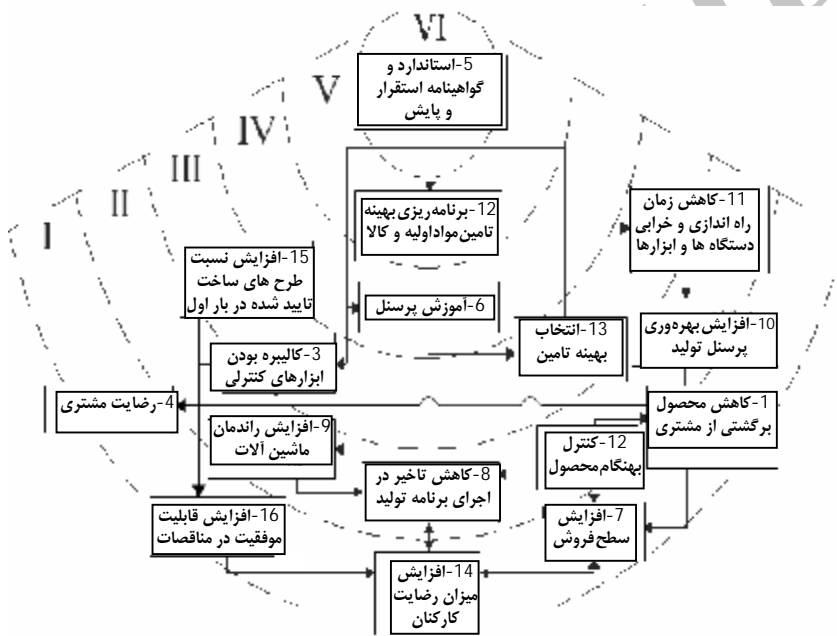 VI
5-استاندارد و
گواهینامه استقرار
و پایش
V
IV
III
II
I
12-برنامه‌ریزی بهینه
تامین مواداولیه و کالا
11-کاهش زمان
راه اندازی و خرابی
دستگاه ها و ابزارها
15-افزایش نسبت
طرح های ساخت
تایید شده در بار اول
6-آموزش پرسنل
13-انتخاب
بهینه تامین
10-افزایش بهره‌وری
پرسنل تولید
3-کالیبره بودن
ابزارهای کنترلی
4-رضایت مشتری
1-کاهش محصول
برگشتی از مشتری
9-افزایش راندمان
ماشین آلات
12-کنترل
بهنگام محصول
8-کاهش تاخیر در
اجرای برنامه تولید
16-افزایش قابلیت
موفقیت در مناقصات
7-افزایش
سطح فروش
14-افزایش
میزان رضایت
کارکنان